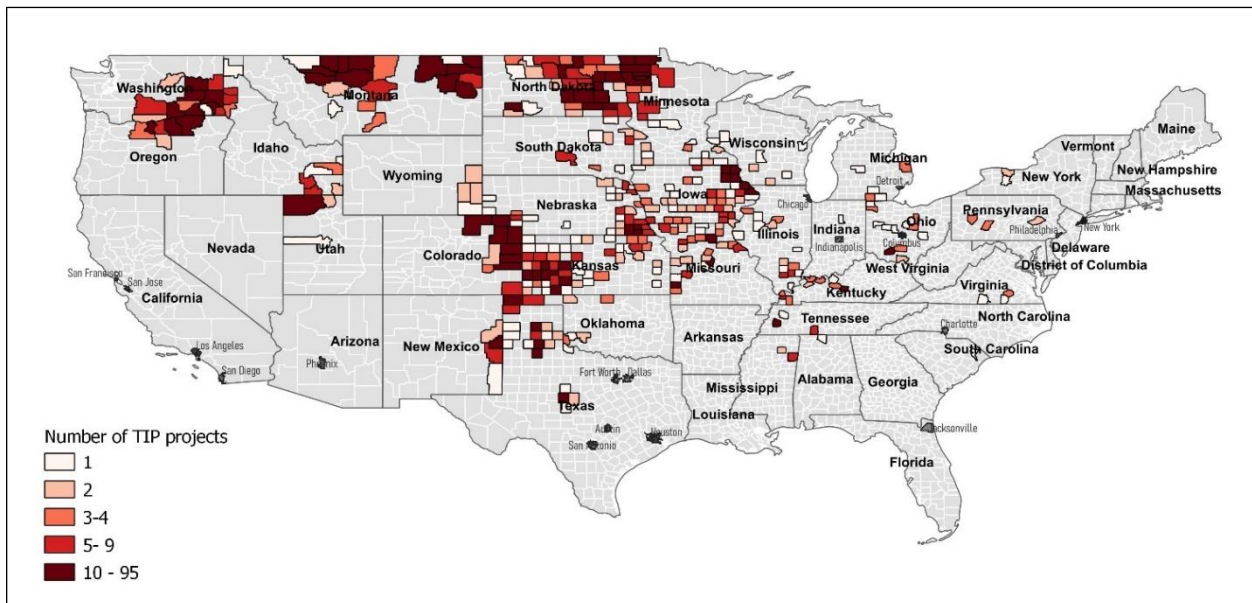 Washington
Montana
North Dakota
Minnesota
Maine
Vermont
Oregon
Idaho
South Dakota
Wisconsin
Michigan
New Hampshire
Wyoming
New York
Massachusetts
Detroit
Iowa
Chicago
Nebraska
Pennsylvania
Illinois
Indiana
Ohio
Philadelphia
New York
Nevada
Utah
Colorado
Indianapolis
Columbus
Delaware
Kansas
Missouri
West Virginia
District of Columbia
San Francisco
San Jose
California
Kentucky
Virginia
Oklahoma
Tennessee
North Carolina
Arizona
New Mexico
Arkansas
Charlotte
Los Angeles
Phoenix
South Carolina
San Diego
Fort Worth
Dallas
Mississippi
Alabama
Georgia
Texas
Louisiana
Austin
Houston
Jacksonville
San Antonio
Florida
Number of TIP projects
1
2
3-4
5- 9
10 - 95